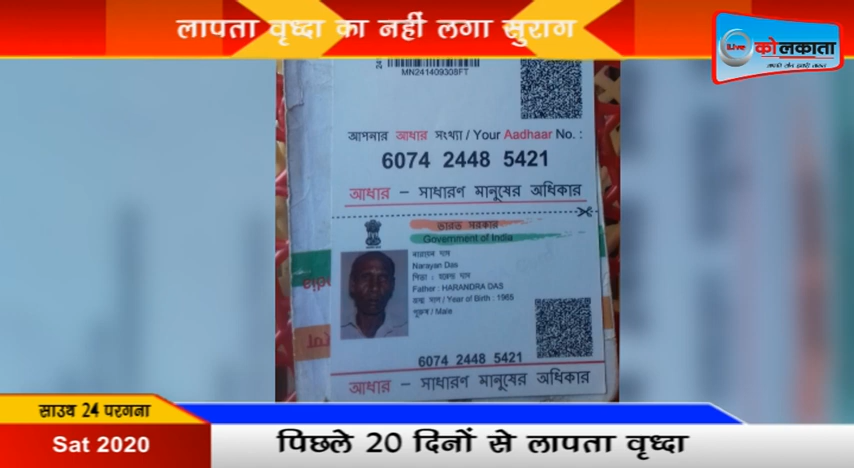 लापता वृध्दा का नहीं लगा सुराग
Live कोलकाता
MN241409308FT
আপনার আধার সংখ্যা / Your Aadhaar No. :
6074 2448 5421
আধার – সাধারণ মানুষের অধিকার
ভারত সরকার
Government of India
নারায়ন দাস
Narayan Das
Father : HARANDRA DAS
জন্ম সাল / Year of Birth : 1965
পুরুষ / Male
6074 2448 5421
আধার – সাধারণ মানুষের অধিকার
साउथ 24 परगना
Sat 2020
पिछले 20 दिनों से लापता वृध्दा